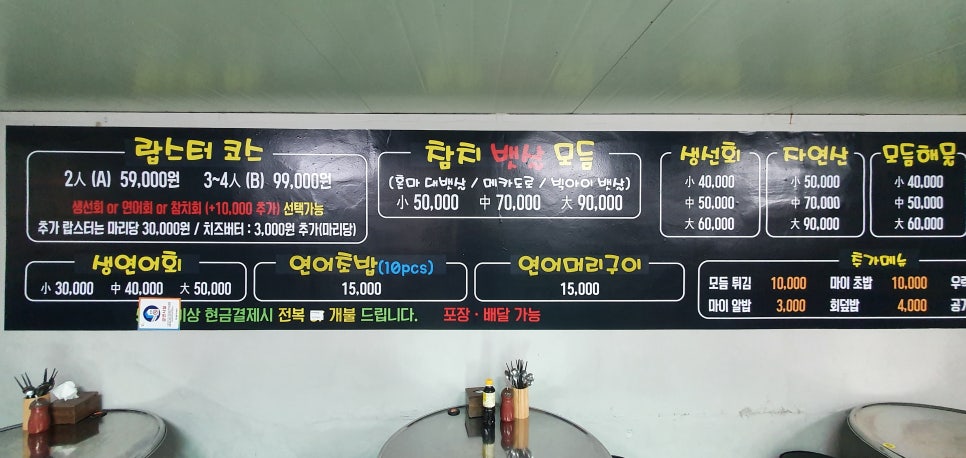 랍스터 코스
2人 (A) 59,000원 3~4人 (B) 99,000원
생선회 or 연어회 or 참치회 (+10,000 추가) 선택가능
추가 랍스터는 마리당 30,000원 / 치즈버터 : 3,000원 추가(마리당)
참치 뱃살 모듬
(혼마 대뱃살 / 메카도로 / 빅아이 뱃살)
小 50,000 中 70,000 大 90,000
생선회
小 40,000
中 50,000
大 60,000
자연산
小 50,000
中 70,000
大 90,000
모듬해물
小 40,000
中 50,000
大 60,000
생연어회
小 30,000 中 40,000 大 50,000
연어초밥(10pcs)
15,000
연어머리구이
15,000
추가메뉴
모듬 튀김 10,000 마이 초밥 10,000 우럭
마이 알밥 3,000 회덮밥 4,000 공기
이상 현금결제시 전복 or 개불 드립니다. 포장 · 배달 가능